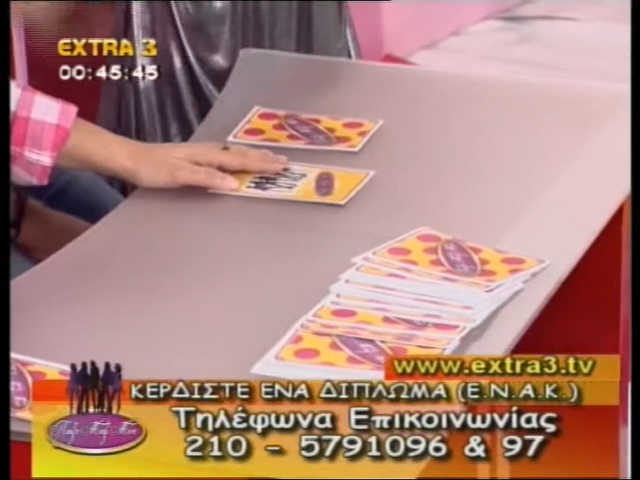 EXTRA 3
00:45:45
www.extra3.tv
ΚΕΡΔΙΣΤΕ ΕΝΑ ΔΙΠΛΩΜΑ (Ε.Ν.Α.Κ.)
Τηλέφωνα Επικοινωνίας
210 - 5791096 & 97